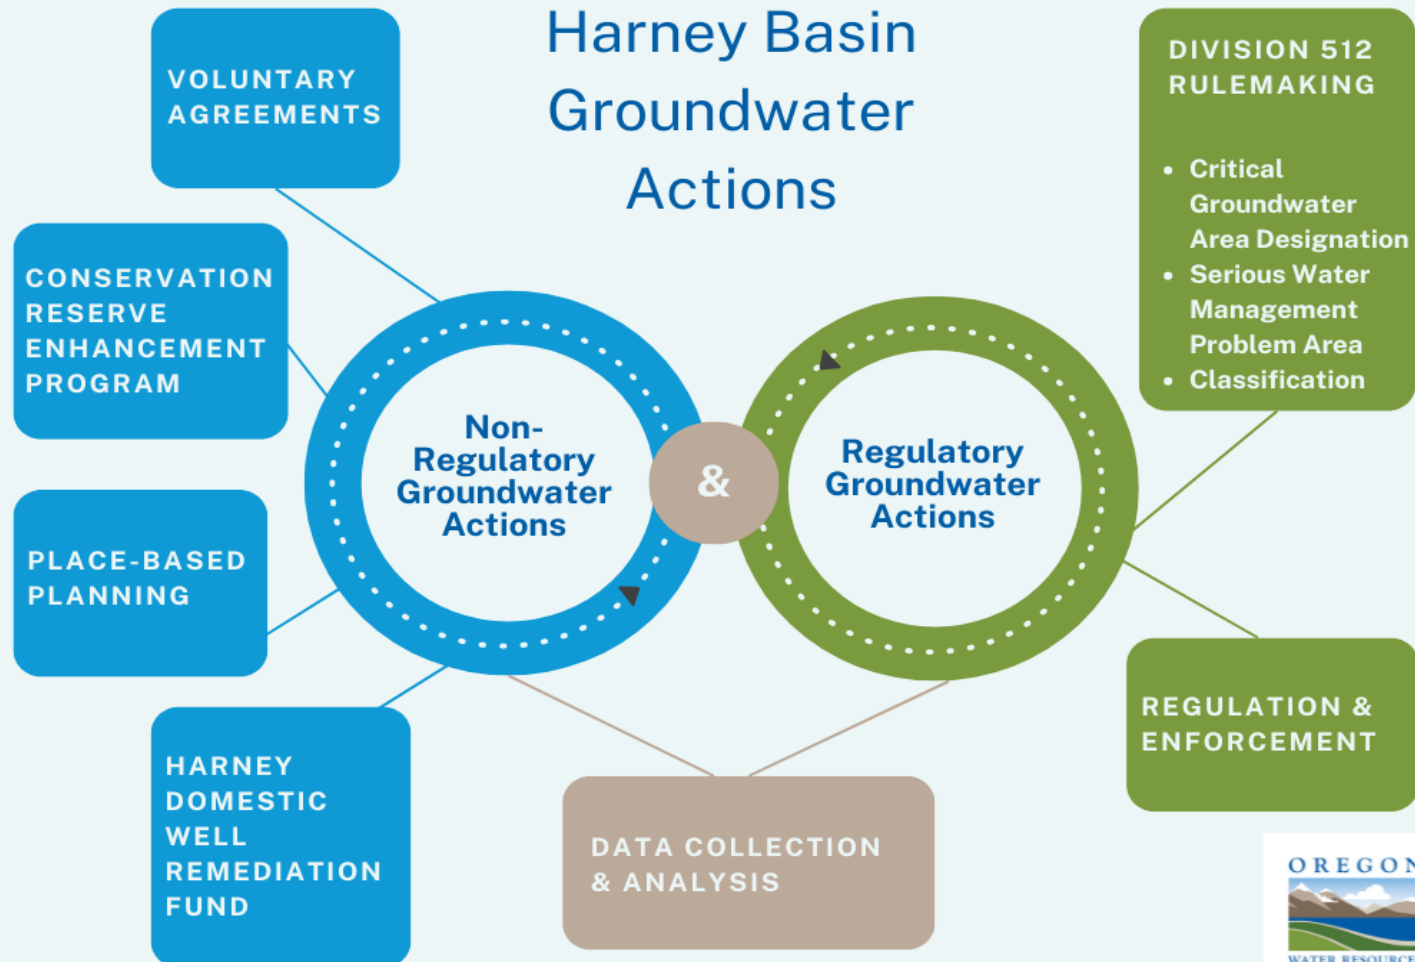 Harney Basin
Groundwater
Actions
VOLUNTARY
AGREEMENTS
CONSERVATION
RESERVE
ENHANCEMENT
PROGRAM
PLACE-BASED
PLANNING
HARNEY
DOMESTIC
WELL
REMEDIATION
FUND
Non-
Regulatory
Groundwater
Actions
&
Regulatory
Groundwater
Actions
DATA COLLECTION
& ANALYSIS
DIVISION 512
RULEMAKING
• Critical
Groundwater
Area Designation
• Serious Water
Management
Problem Area
• Classification
REGULATION &
ENFORCEMENT
OREGON
WATER RESOURCE